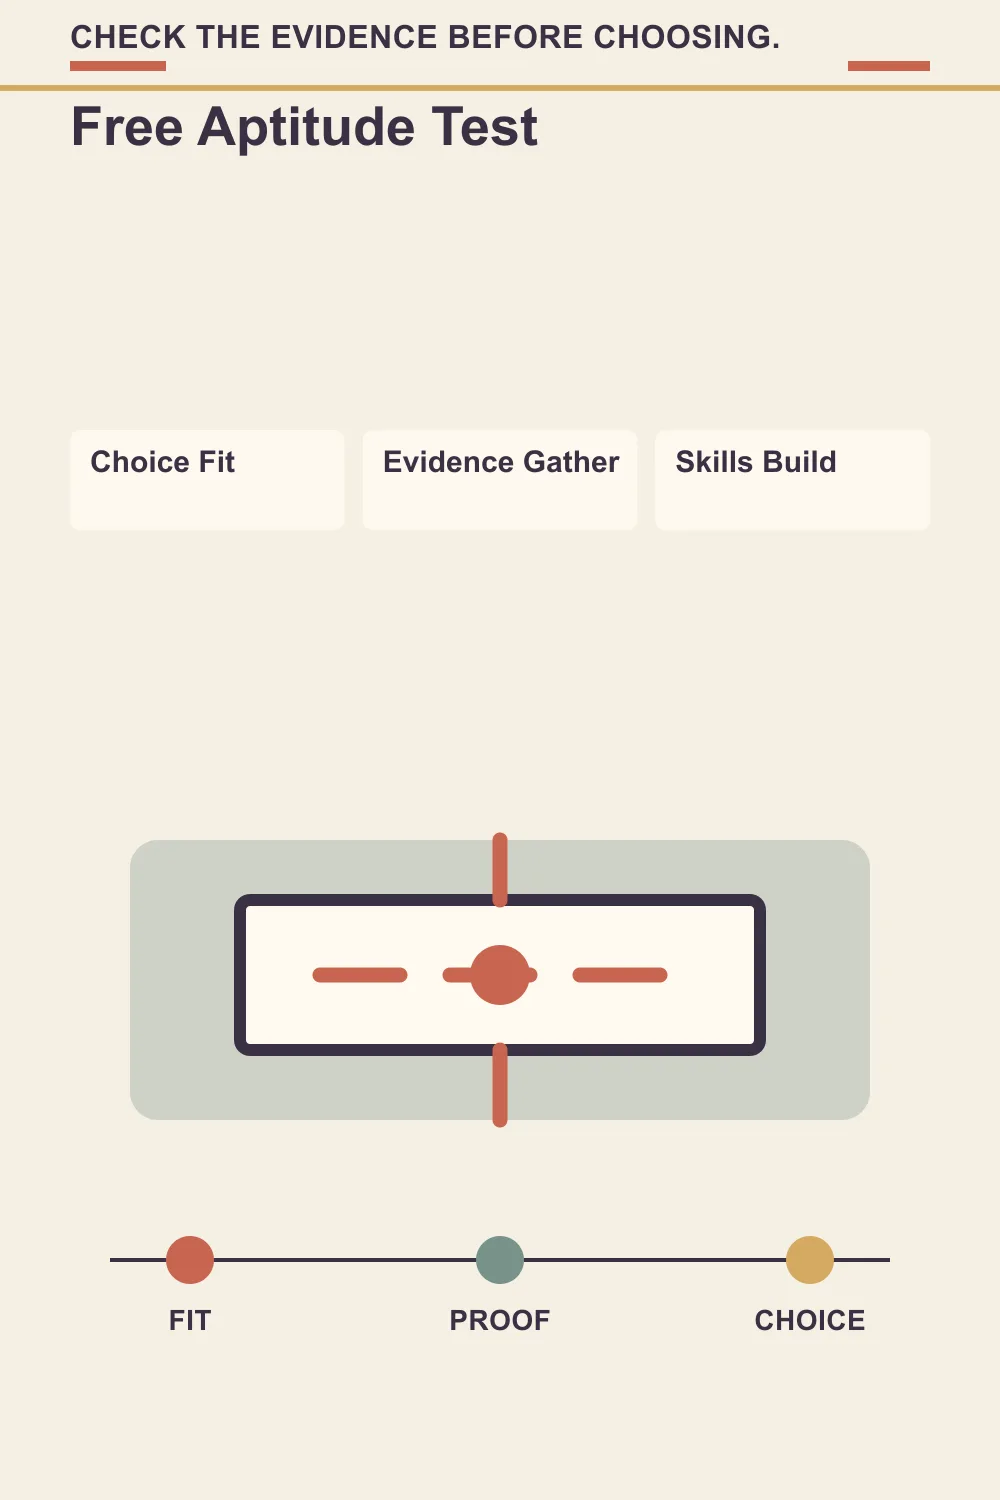 CHECK THE EVIDENCE BEFORE CHOOSING.
Free Aptitude Test
Choice Fit
Evidence Gather
Skills Build
FIT
PROOF
CHOICE